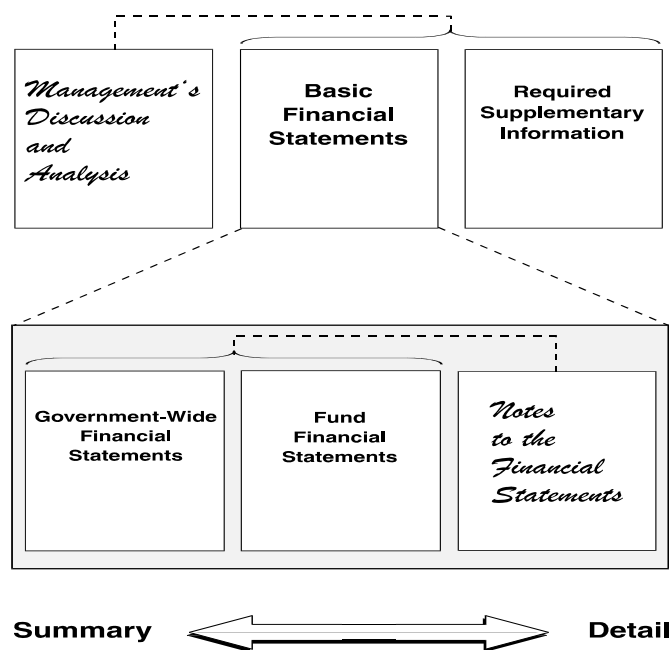 Management's
Discussion
and
Analysis
Basic
Financial
Statements
Required
Supplementary
Information
Government-Wide
Financial
Statements
Fund
Financial
Statements
Notes
to the
Financial
Statements
Summary
Detail